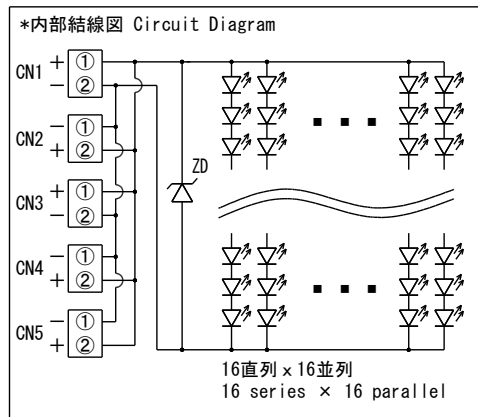 *内部結線図 Circuit Diagram
CN1 + ①
− ②
CN2 − ①
+ ②
CN3 + ①
− ②
CN4 − ①
+ ②
CN5 − ①
+ ②
ZD
16直列ｘ16並列
16 series × 16 parallel